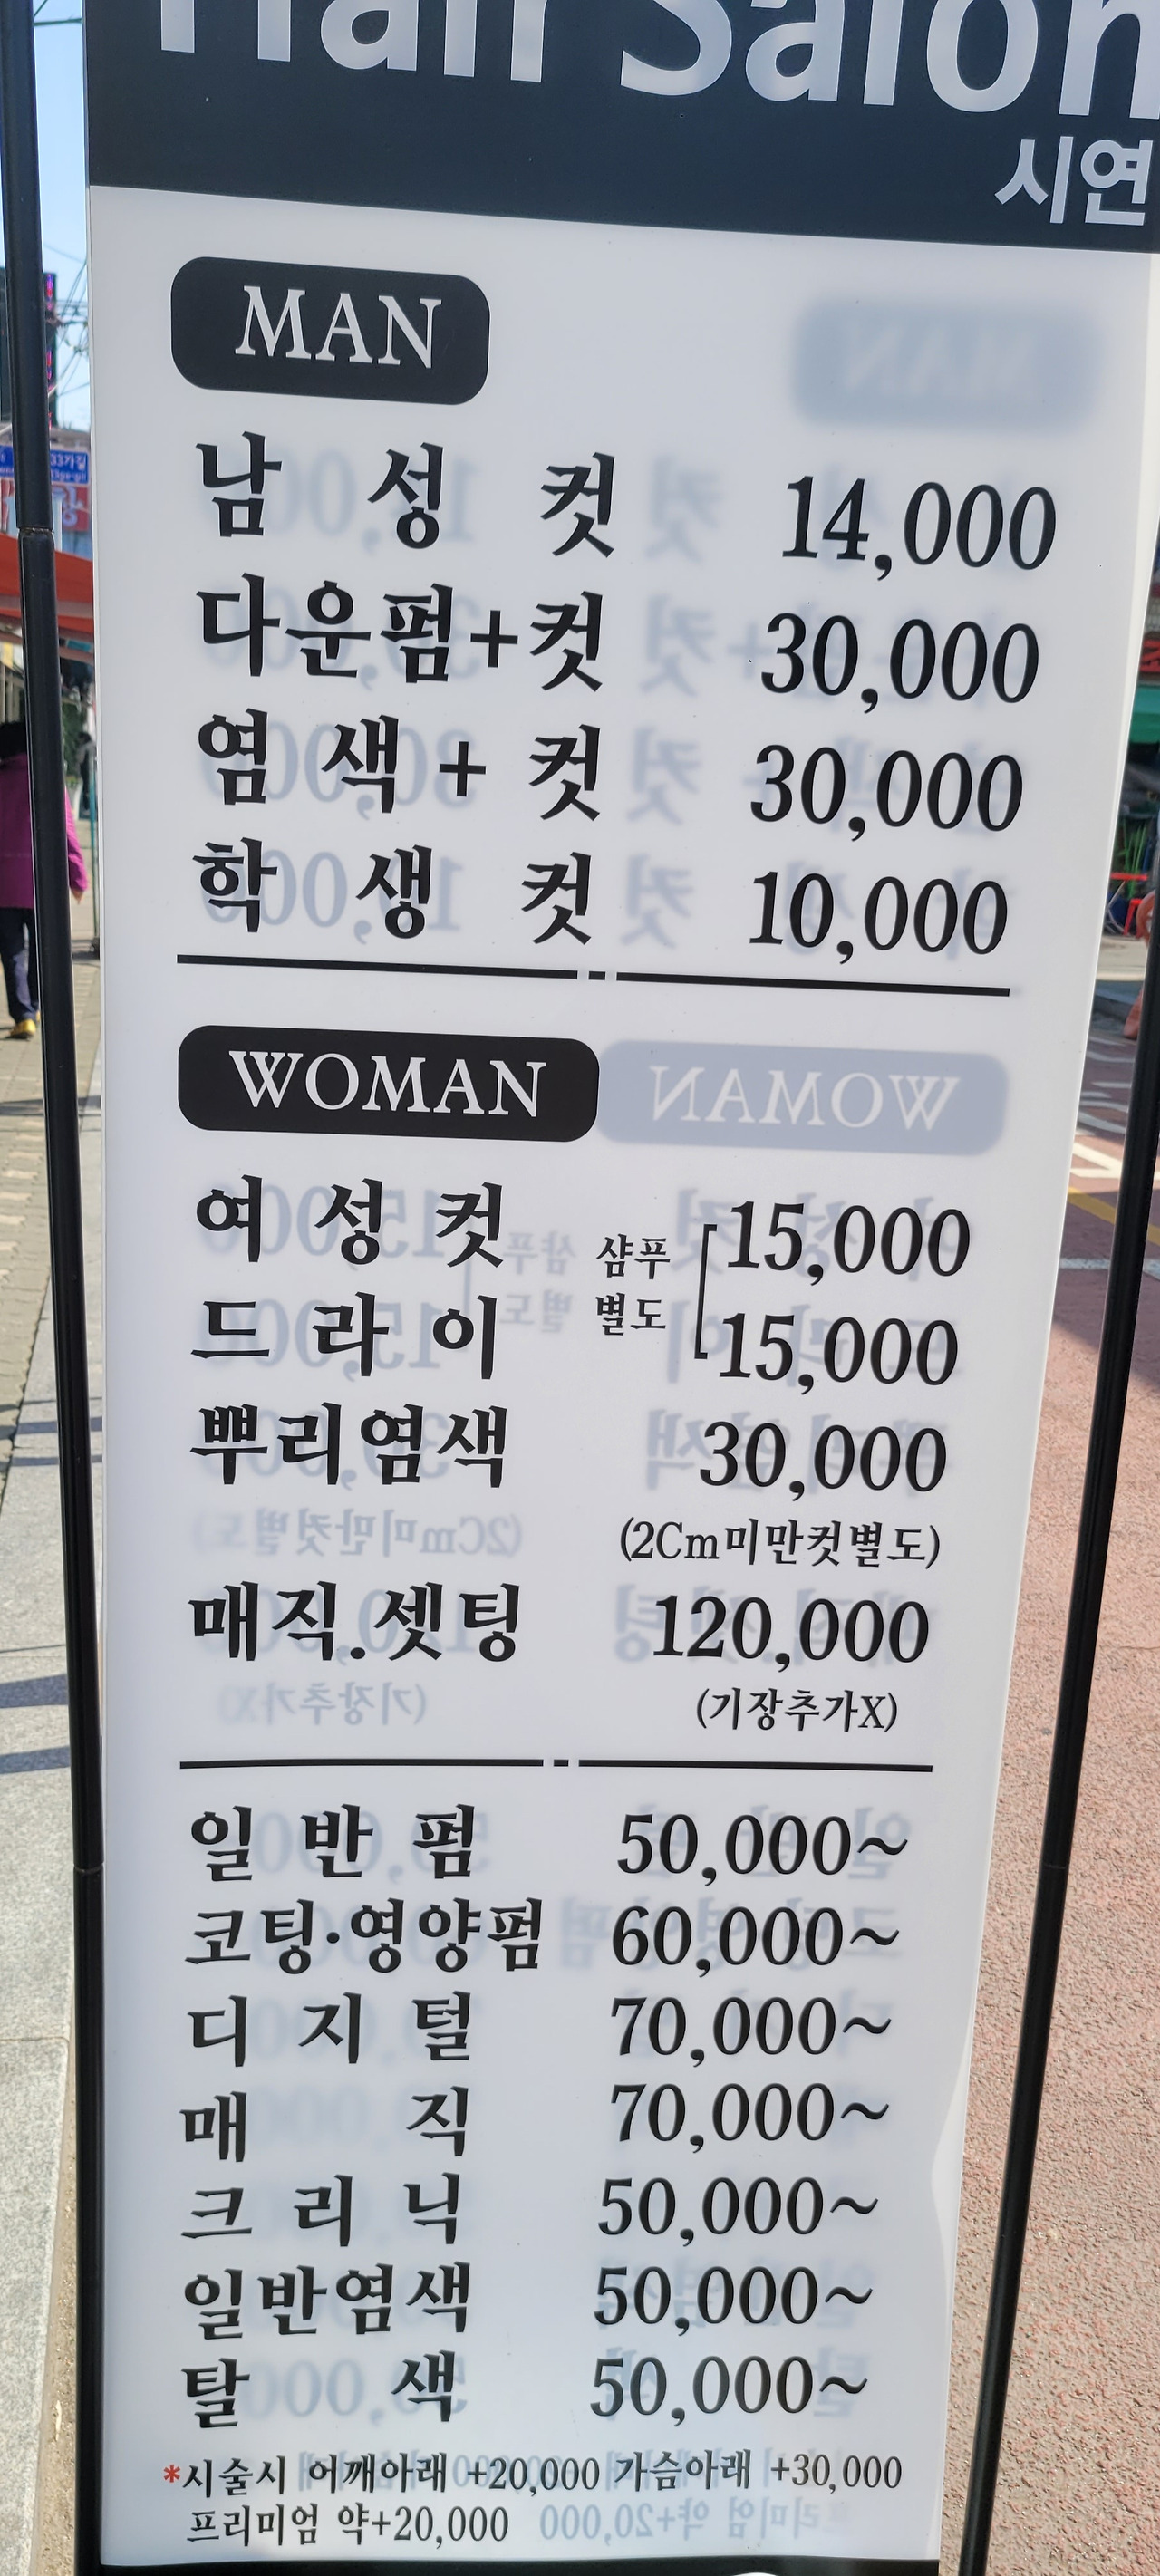 Hair Salon
시연
MAN
남 성 컷 14,000
다운펌+컷 30,000
염 색 + 컷 30,000
학 생 컷 10,000
WOMAN
여 성 컷 샴푸 15,000
드 라 이 별도 15,000
뿌리염색 30,000
(2Cm미만컷별도)
매직.셋팅 120,000
(기장추가X)
일 반 펌 50,000~
코팅·영양펌 60,000~
디 지 털 70,000~
매 직 70,000~
크 리 닉 50,000~
일반염색 50,000~
탈 색 50,000~
*시술시 어깨아래 +20,000 가슴아래 +30,000
프리미엄 약+20,000